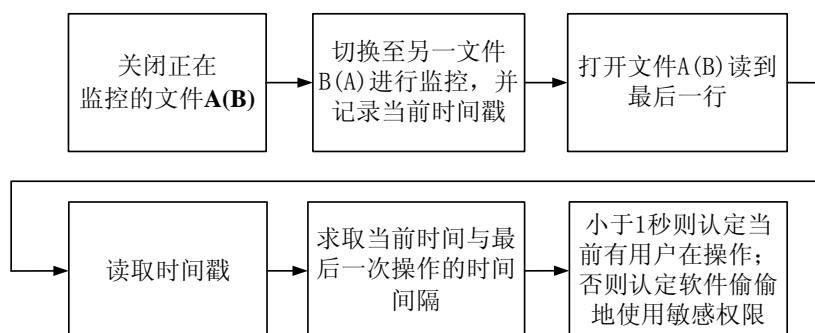 关闭正在
监控的文件A(B)
切换至另一文件
B(A)进行监控，并
记录当前时间戳
打开文件A(B)读到
最后一行
读取时间戳
求取当前时间与最
后一次操作的时间
间隔
小于1秒则认定当
前有用户在操作；
否则认定软件偷偷
地使用敏感权限